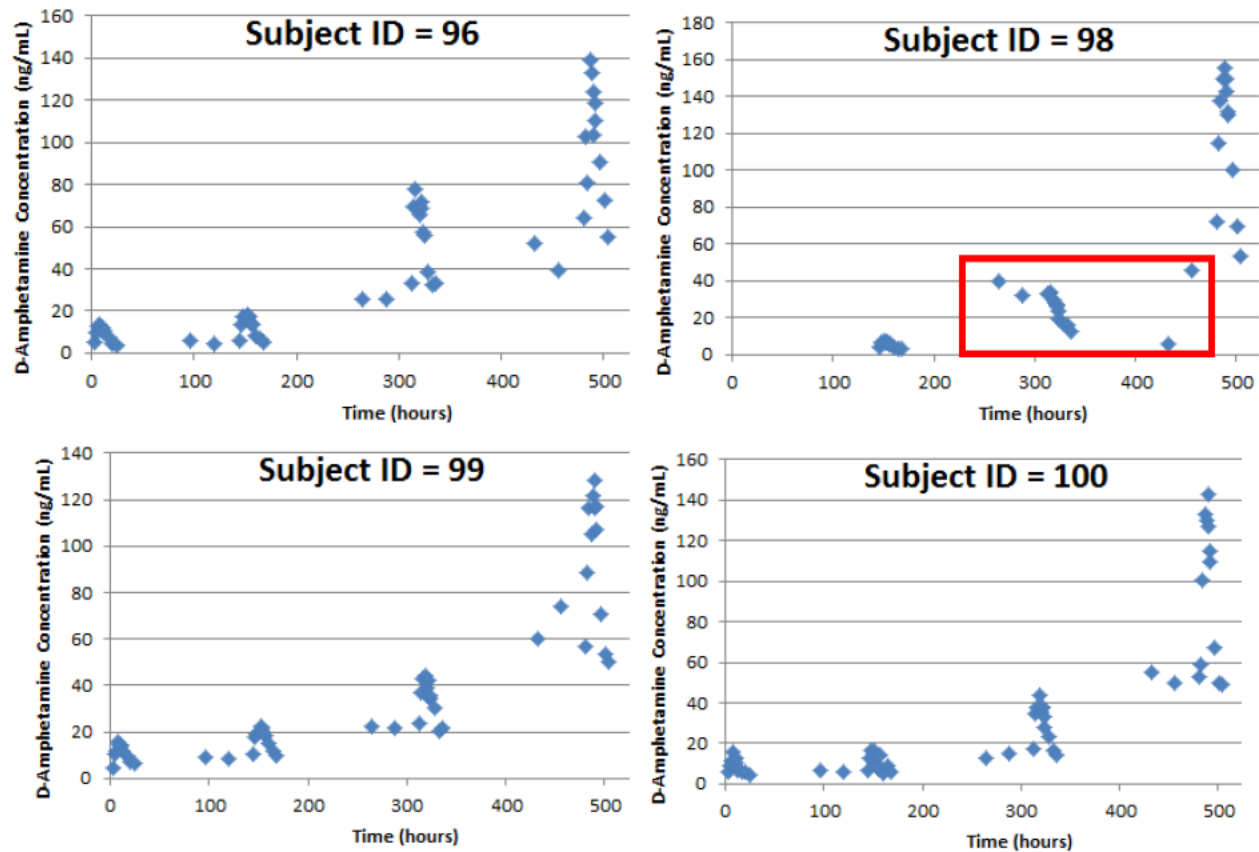 Subject ID = 96
D-Amphetamine Concentration (ng/mL)
160
140
120
100
80
60
40
20
0
0 100 200 300 400 500
Time (hours)
Subject ID = 98
D-Amphetamine Concentration (ng/mL)
180
160
140
120
100
80
60
40
20
0
0 100 200 300 400 500
Time (hours)
Subject ID = 99
D-Amphetamine Concentration (ng/mL)
140
120
100
80
60
40
20
0
0 100 200 300 400 500
Time (hours)
Subject ID = 100
D-Amphetamine Concentration (ng/mL)
160
140
120
100
80
60
40
20
0
0 100 200 300 400 500
Time (hours)